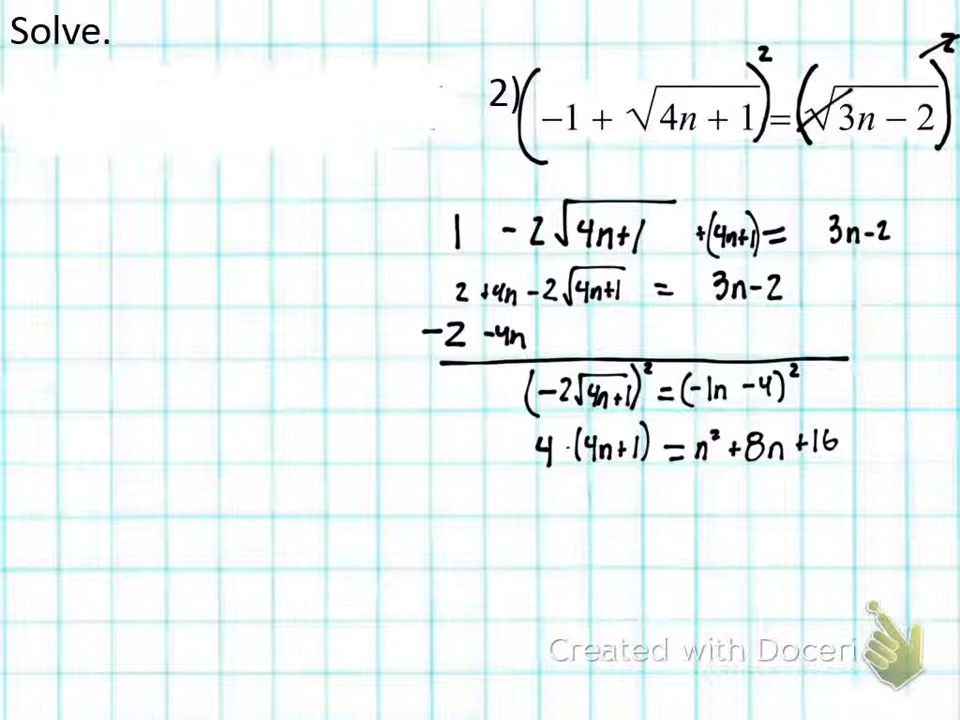 Solve.
2) (-1 + √4n + 1)² = (√3n - 2)²
1 - 2√4n+1 + (4n+1) = 3n-2
2 +4n - 2√4n+1 = 3n-2
-2 -4n
(-2√4n+1)² = (-1n -4)²
4 · (4n+1) = n² + 8n + 16
Created with Doceri